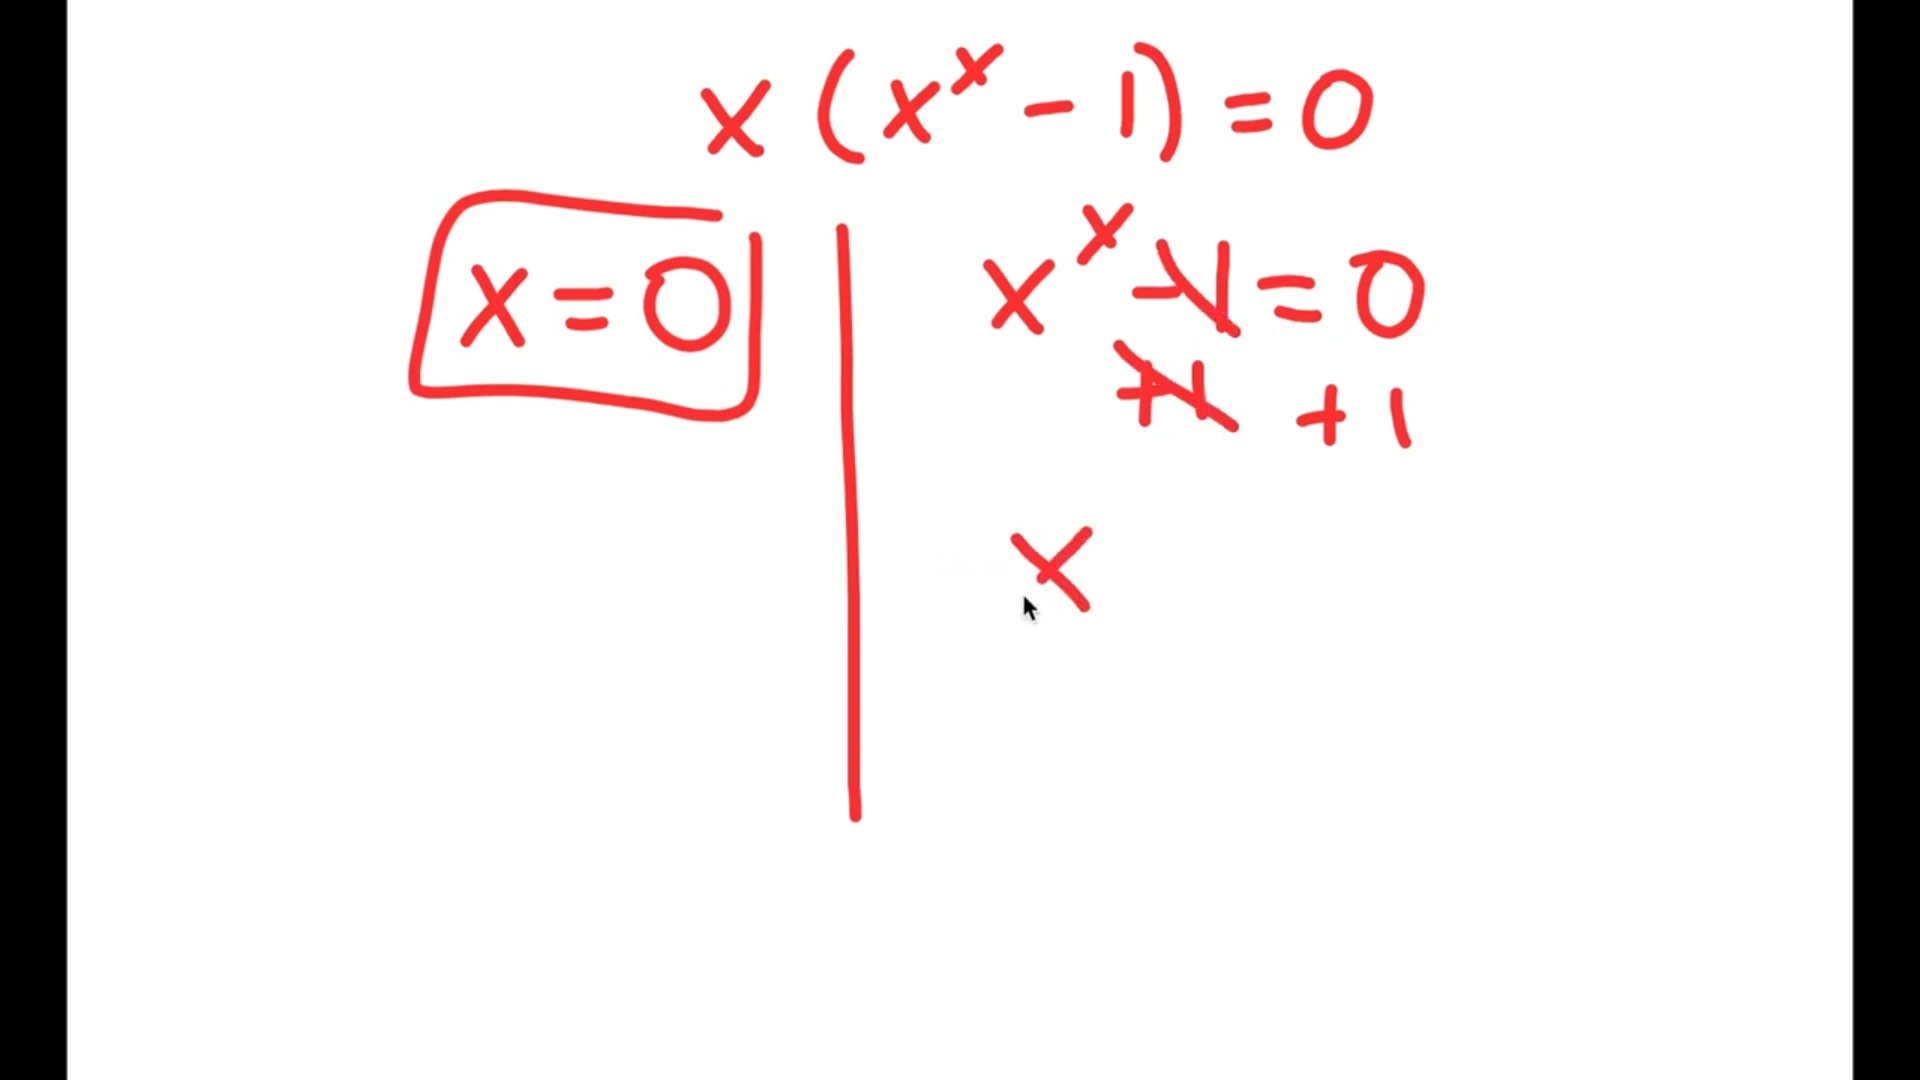 x (x^x - 1) = 0
x = 0
x^x - 1 = 0
+1 +1
x